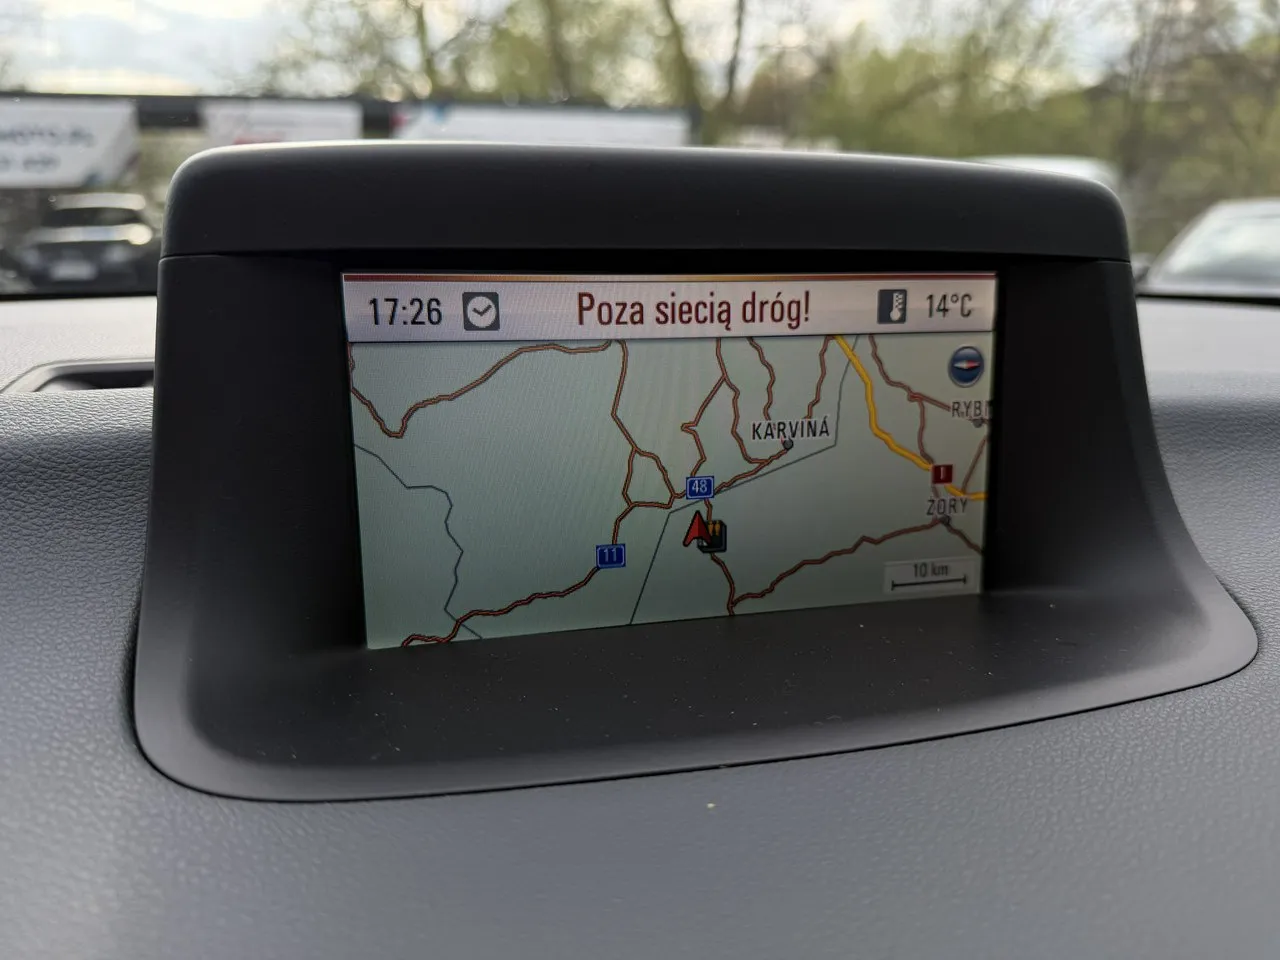 17:26 Poza siecią dróg! 14°C
RYBN
KARVINÁ
48
1
ŻORY
11
10 km